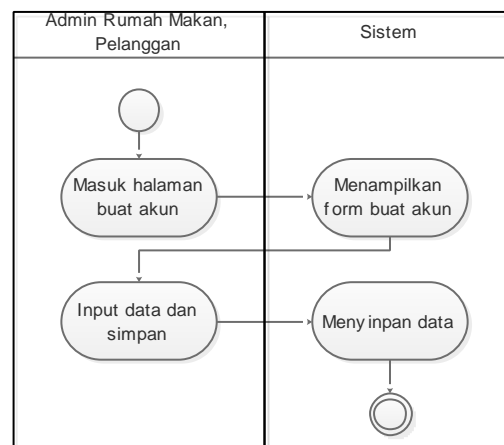 Admin Rumah Makan,
Pelanggan
Sistem
Masuk halaman
buat akun
Menampilkan
form buat akun
Input data dan
simpan
Menyinpan data